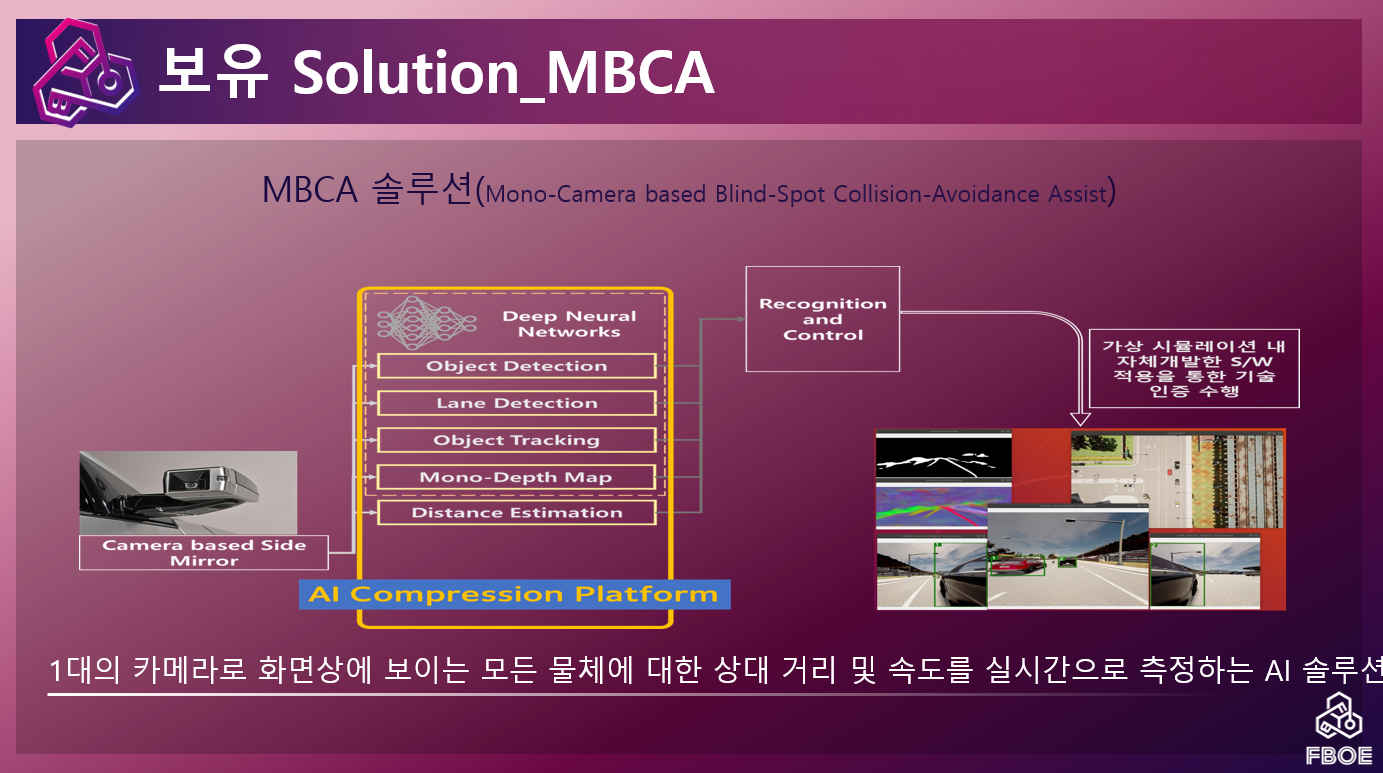 보유 Solution_MBCA
MBCA 솔루션(Mono-Camera based Blind-Spot Collision-Avoidance Assist)
Deep Neural
Networks
Object Detection
Lane Detection
Object Tracking
Mono-Depth Map
Distance Estimation
AI Compression Platform
Camera based Side
Mirror
Recognition
and
Control
가상 시뮬레이션 내
자체개발한 S/W
적용을 통한 기술
인증 수행
1대의 카메라로 화면상에 보이는 모든 물체에 대한 상대 거리 및 속도를 실시간으로 측정하는 AI 솔루션
FBOE